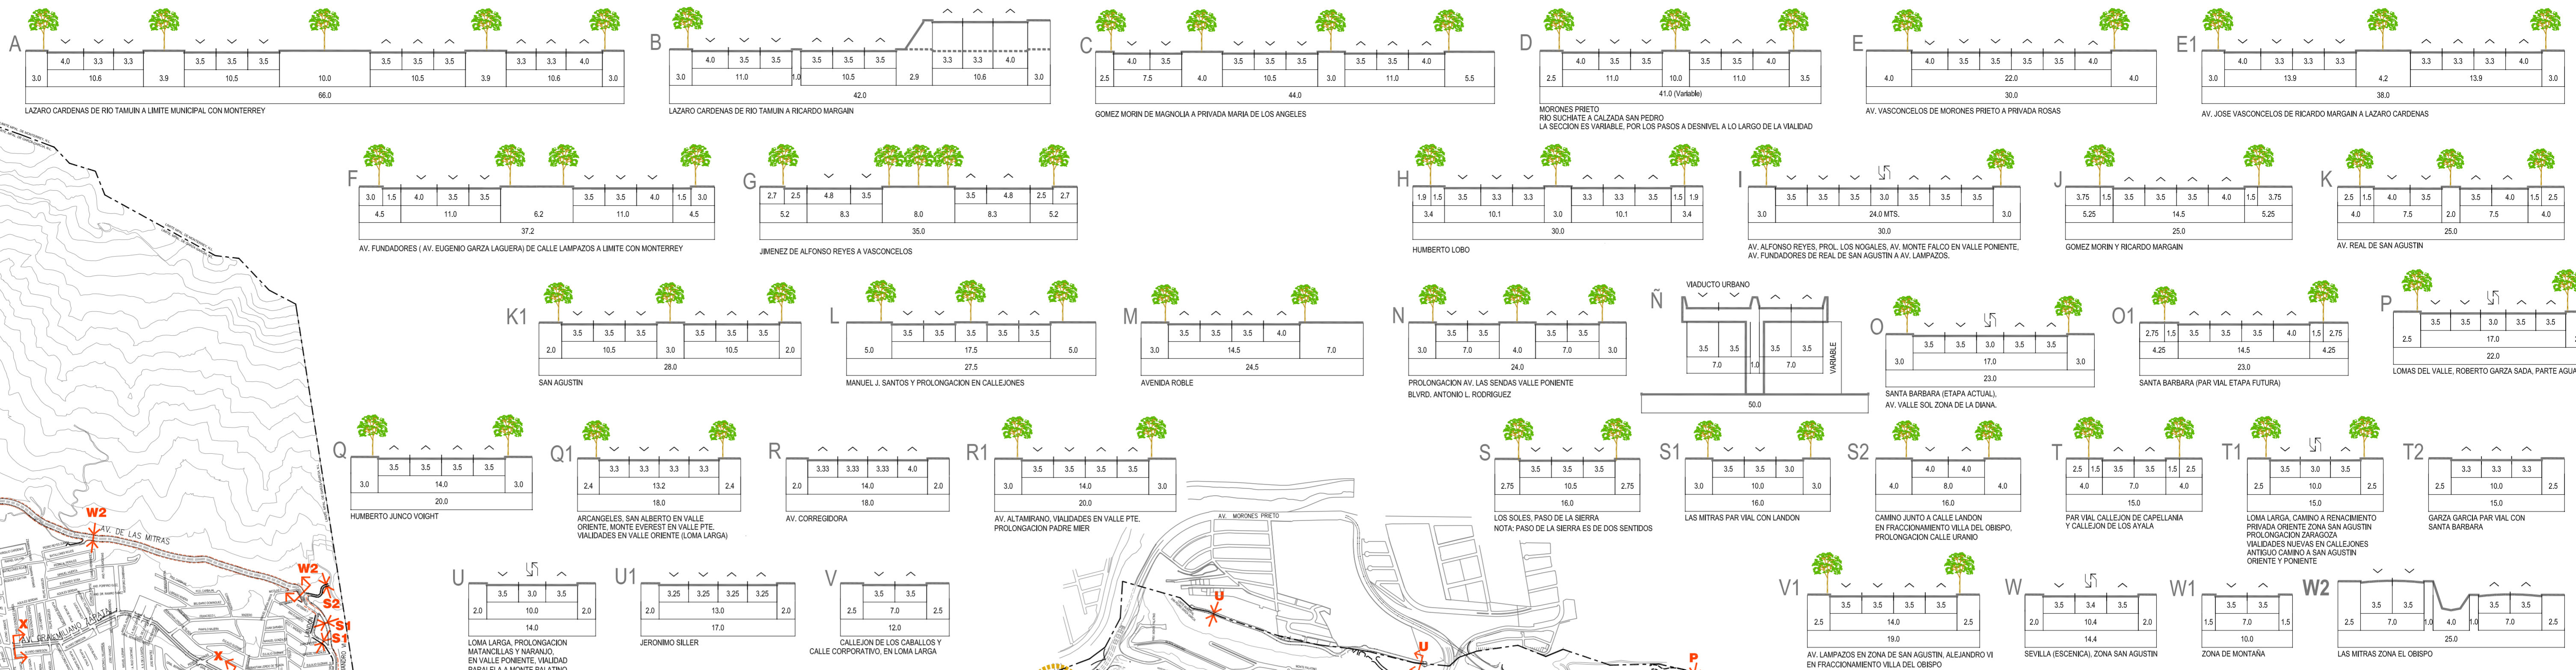 A
4.0 3.3 3.3 3.5 3.5 3.5 3.5 3.5 3.5 3.3 3.3 4.0
3.0 10.6 3.9 10.5 10.0 10.5 3.9 10.6 3.0
66.0
LAZARO CARDENAS DE RIO TAMUIN A LIMITE MUNICIPAL CON MONTERREY
B
4.0 3.5 3.5 3.5 3.5 3.5 3.3 3.3 4.0
3.0 11.0 1.0 10.5 2.9 10.6 3.0
42.0
LAZARO CARDENAS DE RIO TAMUIN A RICARDO MARGAIN
C
4.0 3.5 3.5 3.5 3.5 3.5 3.5 4.0
2.5 7.5 4.0 10.5 3.0 11.0 5.5
44.0
GOMEZ MORIN DE MAGNOLIA A PRIVADA MARIA DE LOS ANGELES
D
4.0 3.5 3.5 3.5 3.5 4.0
2.5 11.0 10.0 11.0 3.5
41.0 (Variable)
MORONES PRIETO
RIO SUCHIATE A CALZADA SAN PEDRO
LA SECCION ES VARIABLE, POR LOS PASOS A DESNIVEL A LO LARGO DE LA VIALIDAD
E
4.0 3.5 3.5 3.5 3.5 4.0
4.0 22.0 4.0
30.0
AV. VASCONCELOS DE MORONES PRIETO A PRIVADA ROSAS
E1
4.0 3.3 3.3 3.3 3.3 3.3 3.3 4.0
3.0 13.9 4.2 13.9 3.0
38.0
AV. JOSE VASCONCELOS DE RICARDO MARGAIN A LAZARO CARDENAS
F
3.0 1.5 4.0 3.5 3.5 3.5 3.5 4.0 1.5 3.0
4.5 11.0 6.2 11.0 4.5
37.2
AV. FUNDADORES ( AV. EUGENIO GARZA LAGUERA) DE CALLE LAMPAZOS A LIMITE CON MONTERREY
G
2.7 2.5 4.8 3.5 3.5 4.8 2.5 2.7
5.2 8.3 8.0 8.3 5.2
35.0
JIMENEZ DE ALFONSO REYES A VASCONCELOS
H
1.9 1.5 3.5 3.3 3.3 3.3 3.3 3.5 1.5 1.9
3.4 10.1 3.0 10.1 3.4
30.0
HUMBERTO LOBO
I
3.5 3.5 3.5 3.0 3.5 3.5 3.5
3.0 24.0 MTS. 3.0
30.0
AV. ALFONSO REYES, PROL. LOS NOGALES, AV. MONTE FALCO EN VALLE PONIENTE,
AV. FUNDADORES DE REAL DE SAN AGUSTIN A AV. LAMPAZOS.
J
3.75 1.5 3.5 3.5 3.5 4.0 1.5 3.75
5.25 14.5 5.25
25.0
GOMEZ MORIN Y RICARDO MARGAIN
K
2.5 1.5 4.0 3.5 3.5 4.0 1.5 2.5
4.0 7.5 2.0 7.5 4.0
25.0
AV. REAL DE SAN AGUSTIN
K1
3.5 3.5 3.5 3.5 3.5 3.5
2.0 10.5 3.0 10.5 2.0
28.0
SAN AGUSTIN
L
3.5 3.5 3.5 3.5 3.5
5.0 17.5 5.0
27.5
MANUEL J. SANTOS Y PROLONGACION EN CALLEJONES
M
3.5 3.5 3.5 4.0
3.0 14.5 7.0
24.5
AVENIDA ROBLE
N
3.5 3.5 3.5 3.5
3.0 7.0 4.0 7.0 3.0
24.0
PROLONGACION AV. LAS SENDAS VALLE PONIENTE
BLVRD. ANTONIO L. RODRIGUEZ
Ñ
VIADUCTO URBANO
3.5 3.5 3.5 3.5
7.0 1.0 7.0
VARIABLE
50.0
O
3.5 3.5 3.0 3.5 3.5
3.0 17.0 3.0
23.0
SANTA BARBARA (ETAPA ACTUAL),
AV. VALLE SOL ZONA DE LA DIANA.
O1
2.75 1.5 3.5 3.5 3.5 4.0 1.5 2.75
4.25 14.5 4.25
23.0
SANTA BARBARA (PAR VIAL ETAPA FUTURA)
P
3.5 3.5 3.0 3.5 3.5
2.5 17.0
22.0
LOMAS DEL VALLE, ROBERTO GARZA SADA, PARTE AGUA
Q
3.5 3.5 3.5 3.5
3.0 14.0 3.0
20.0
HUMBERTO JUNCO VOIGHT
Q1
3.3 3.3 3.3 3.3
2.4 13.2 2.4
18.0
ARCANGELES, SAN ALBERTO EN VALLE
ORIENTE, MONTE EVEREST EN VALLE PTE.
VIALIDADES EN VALLE ORIENTE (LOMA LARGA)
R
3.33 3.33 3.33 4.0
2.0 14.0 2.0
18.0
AV. CORREGIDORA
R1
3.5 3.5 3.5 3.5
3.0 14.0 3.0
20.0
AV, ALTAMIRANO, VIALIDADES EN VALLE PTE,
PROLONGACION PADRE MIER
S
3.5 3.5 3.5
2.75 10.5 2.75
16.0
LOS SOLES, PASO DE LA SIERRA
NOTA: PASO DE LA SIERRA ES DE DOS SENTIDOS
S1
3.5 3.5 3.0
3.0 10.0 3.0
16.0
LAS MITRAS PAR VIAL CON LANDON
S2
4.0 4.0
4.0 8.0 4.0
16.0
CAMINO JUNTO A CALLE LANDON
EN FRACCIONAMIENTO VILLA DEL OBISPO,
PROLONGACION CALLE URANIO
T
2.5 1.5 3.5 3.5 1.5 2.5
4.0 7.0 4.0
15.0
PAR VIAL CALLEJON DE CAPELLANIA
Y CALLEJON DE LOS AYALA
T1
3.5 3.0 3.5
2.5 10.0 2.5
15.0
LOMA LARGA, CAMINO A RENACIMIENTO
PRIVADA ORIENTE ZONA SAN AGUSTIN
PROLONGACION ZARAGOZA
VIALIDADES NUEVAS EN CALLEJONES
ANTIGUO CAMINO A SAN AGUSTIN
ORIENTE Y PONIENTE
T2
3.3 3.3 3.3
2.5 10.0 2.5
15.0
GARZA GARCIA PAR VIAL CON
SANTA BARBARA
U
3.5 3.0 3.5
2.0 10.0 2.0
14.0
LOMA LARGA, PROLONGACION
MATANCILLAS Y NARANJO,
EN VALLE PONIENTE, VIALIDAD
PARALELA A MONTE PALATINO
U1
3.25 3.25 3.25 3.25
2.0 13.0 2.0
17.0
JERONIMO SILLER
V
3.5 3.5
2.5 7.0 2.5
12.0
CALLEJON DE LOS CABALLOS Y
CALLE CORPORATIVO, EN LOMA LARGA
V1
3.5 3.5 3.5 3.5
2.5 14.0 2.5
19.0
AV. LAMPAZOS EN ZONA DE SAN AGUSTIN, ALEJANDRO VI
EN FRACCIONAMIENTO VILLA DEL OBISPO
W
3.5 3.4 3.5
2.0 10.4 2.0
14.4
SEVILLA (ESCENICA), ZONA SAN AGUSTIN
W1
3.5 3.5
1.5 7.0 1.5
10.0
ZONA DE MONTAÑA
W2
3.5 3.5 3.5 3.5
2.5 7.0 1.0 4.0 1.0 7.0 2.5
25.0
LAS MITRAS ZONA EL OBISPO
W2
AV. DE LAS MITRAS
W2
S2
S1
S1
X
AV. EMILIANO ZAPATA
X
AV. MORONES PRIETO
U
U
P